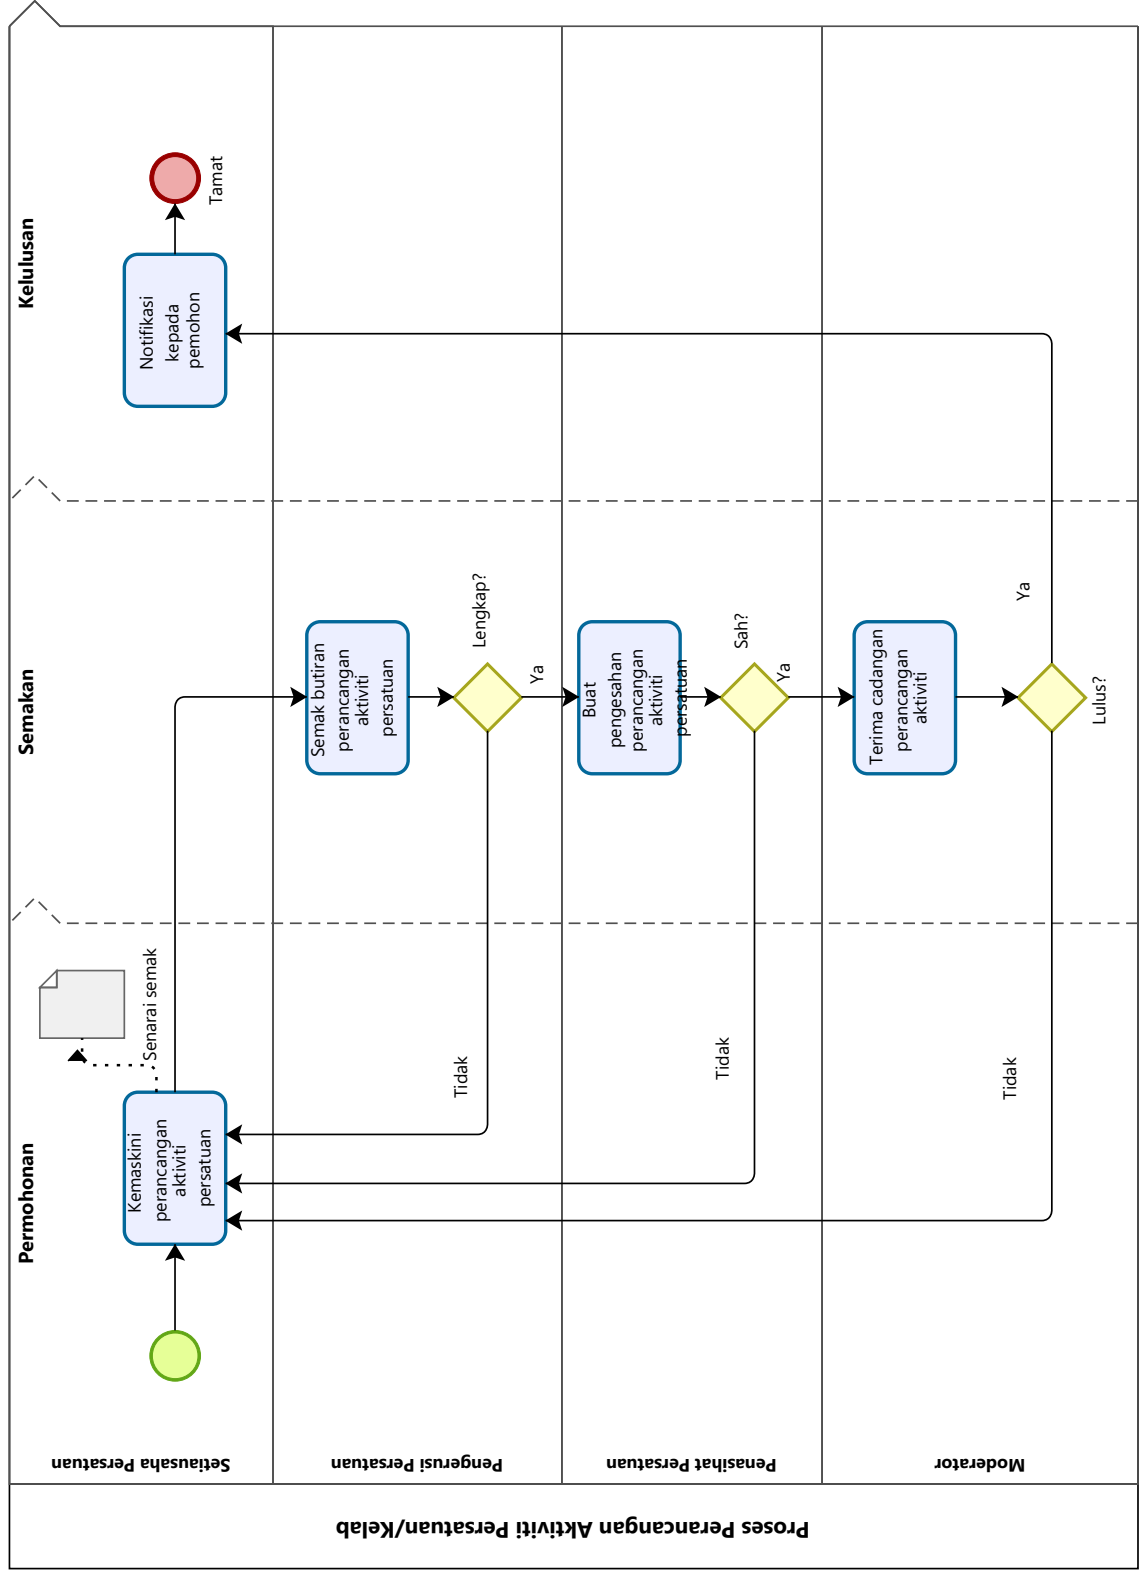 Proses Perancangan Aktiviti Persatuan/Kelab
Permohonan
Semakan
Kelulusan
Setiausaha Persatuan
Kemaskini
perancangan
aktiviti
persatuan
Senarai semak
Notifikasi
kepada
pemohon
Tamat
Pengerusi Persatuan
Semak butiran
perancangan
aktiviti
persatuan
Lengkap?
Tidak
Ya
Penasihat Persatuan
Buat
pengesahan
perancangan
aktiviti
persatuan
Sah?
Tidak
Ya
Moderator
Terima cadangan
perancangan
aktiviti
Tidak
Ya
Lulus?